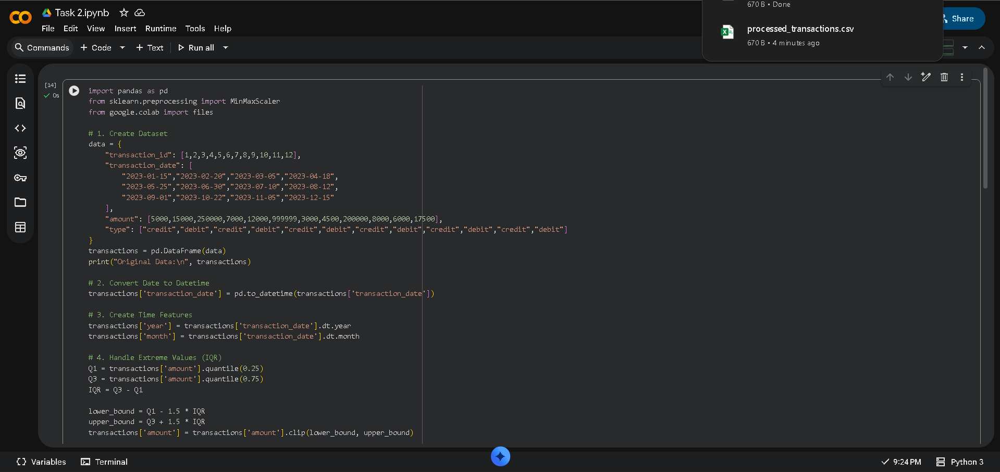 670 B • Done
Task 2.ipynb
processed_transactions.csv
Share
File Edit View Insert Runtime Tools Help
670 B • 4 minutes ago
Commands + Code + Text Run all
[14]
0s
import pandas as pd
from sklearn.preprocessing import MinMaxScaler
from google.colab import files
# 1. Create Dataset
data = {
"transaction_id": [1,2,3,4,5,6,7,8,9,10,11,12],
"transaction_date": [
"2023-01-15","2023-02-20","2023-03-05","2023-04-18",
"2023-05-25","2023-06-30","2023-07-10","2023-08-12",
"2023-09-01","2023-10-22","2023-11-05","2023-12-15"
],
"amount": [5000,15000,250000,7000,12000,999999,3000,4500,200000,8000,6000,17500],
"type": ["credit","debit","credit","debit","credit","debit","credit","debit","credit","debit","credit","debit"]
}
transactions = pd.DataFrame(data)
print("Original Data:\n", transactions)
# 2. Convert Date to Datetime
transactions['transaction_date'] = pd.to_datetime(transactions['transaction_date'])
# 3. Create Time Features
transactions['year'] = transactions['transaction_date'].dt.year
transactions['month'] = transactions['transaction_date'].dt.month
# 4. Handle Extreme Values (IQR)
Q1 = transactions['amount'].quantile(0.25)
Q3 = transactions['amount'].quantile(0.75)
IQR = Q3 - Q1
lower_bound = Q1 - 1.5 * IQR
upper_bound = Q3 + 1.5 * IQR
transactions['amount'] = transactions['amount'].clip(lower_bound, upper_bound)
Variables Terminal
9:24 PM Python 3